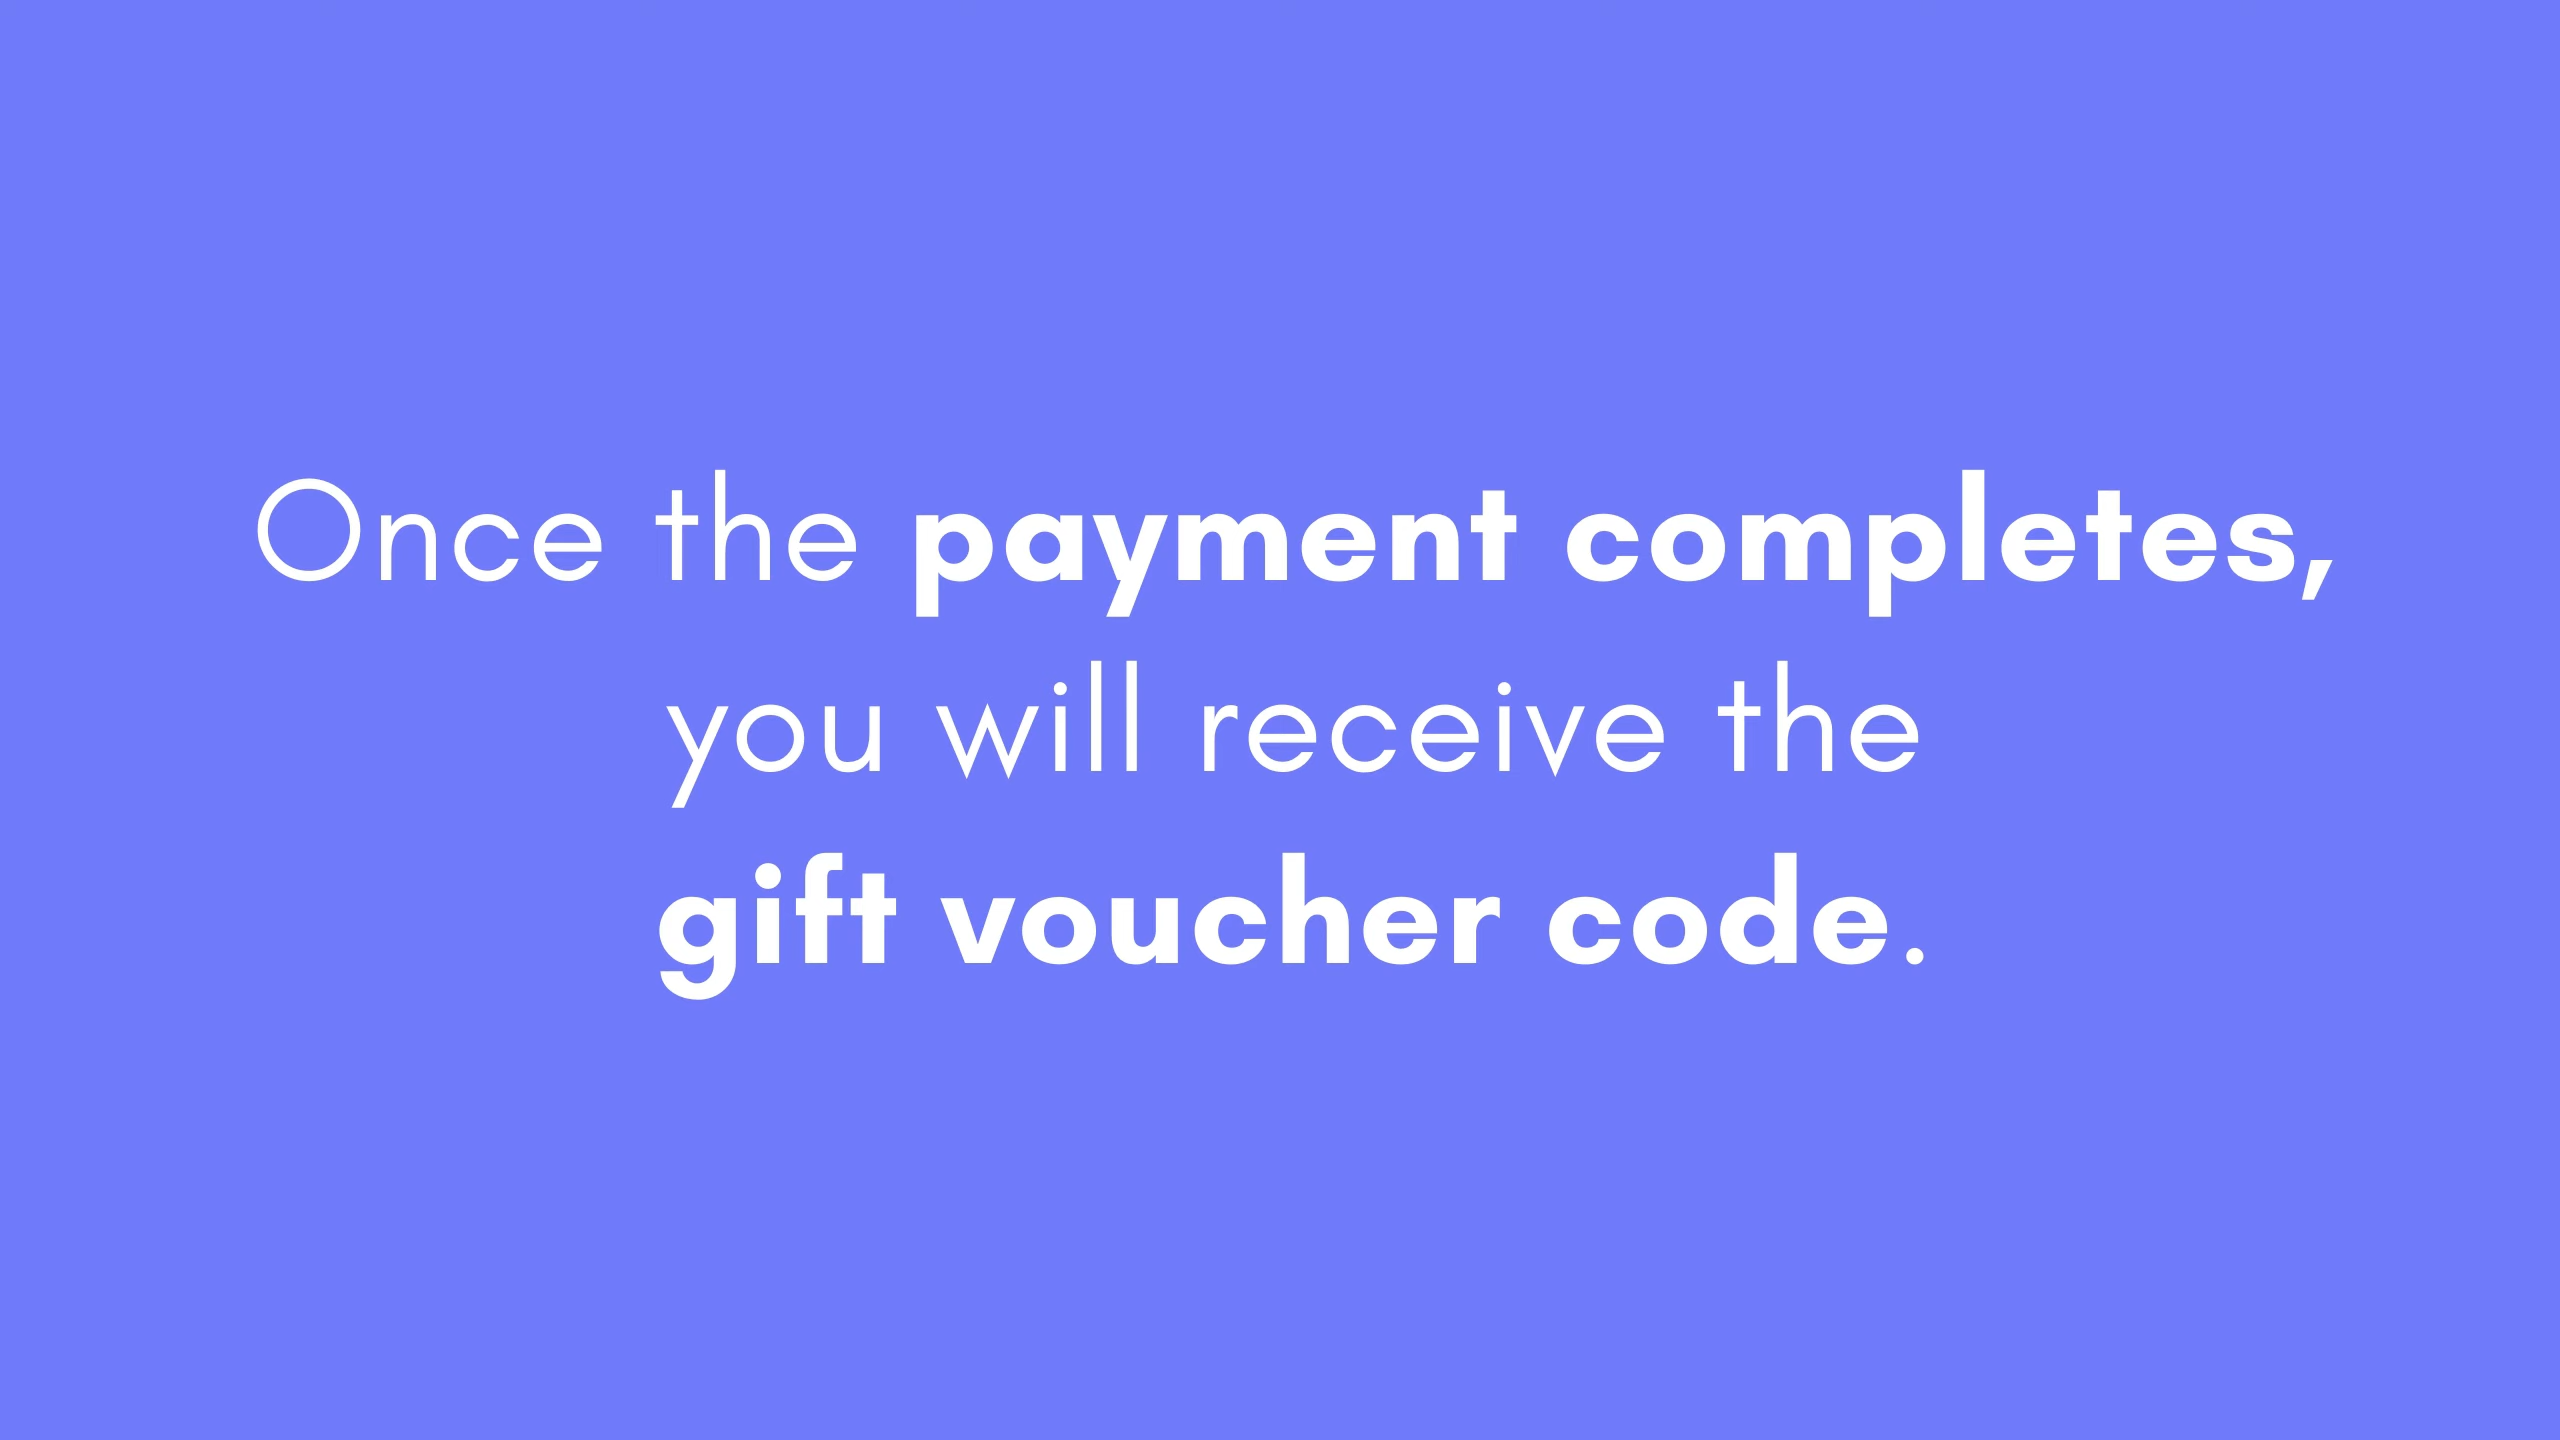 Once the payment completes,
you will receive the
gift voucher code.